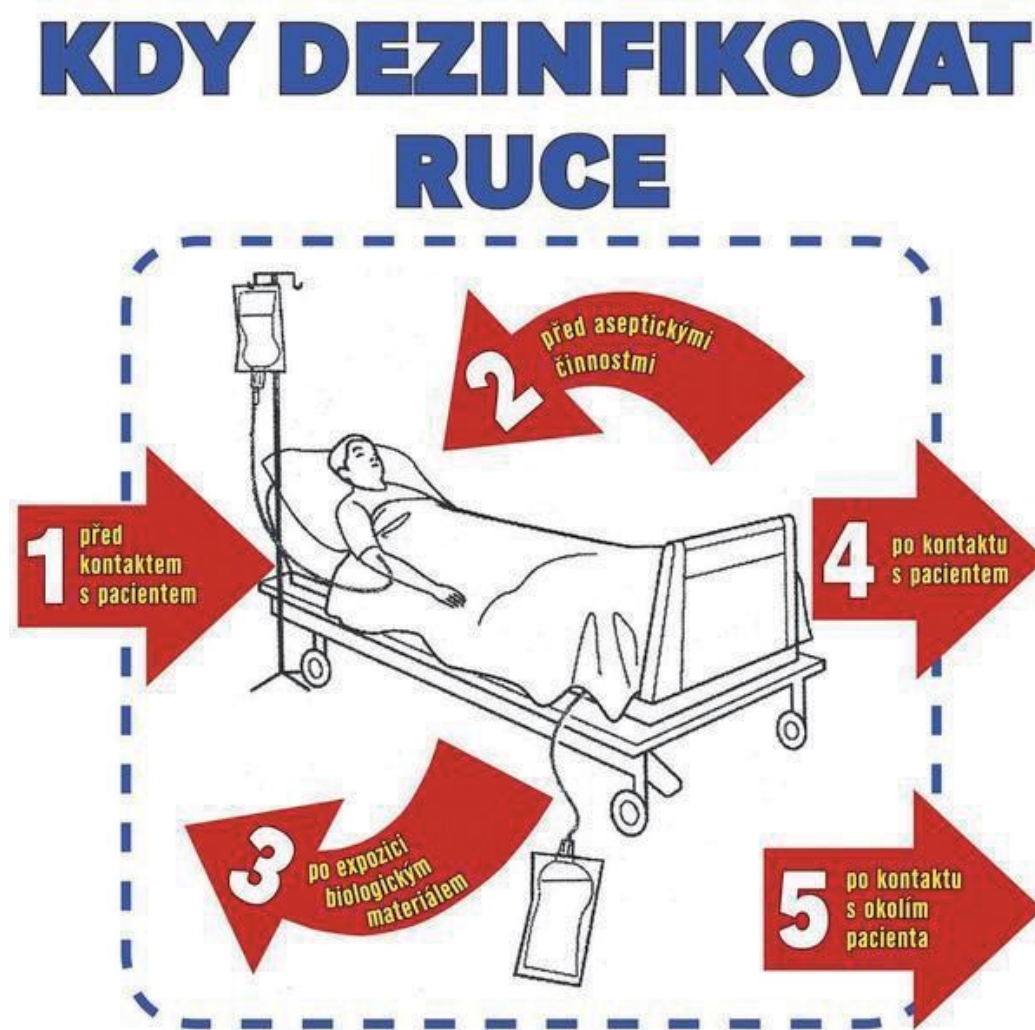 KDY DEZINFIKOVAT
RUCE
1
před
kontaktem
s pacientem
2
před aseptickými
činnostmi
3
po expozici
biologickým
materiálem
4
po kontaktu
s pacientem
5
po kontaktu
s okolím
pacienta